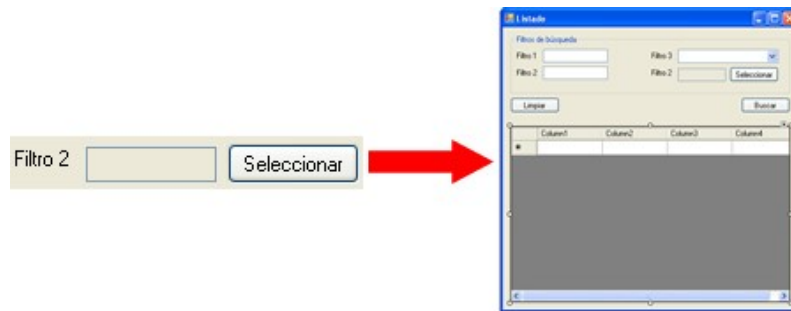 Listado
Filtros de búsqueda
Filtro 1 Filtro 3
Filtro 2 Filtro 2 Seleccionar
Limpiar Buscar
Column1 Column2 Column3 Column4
Filtro 2 Seleccionar